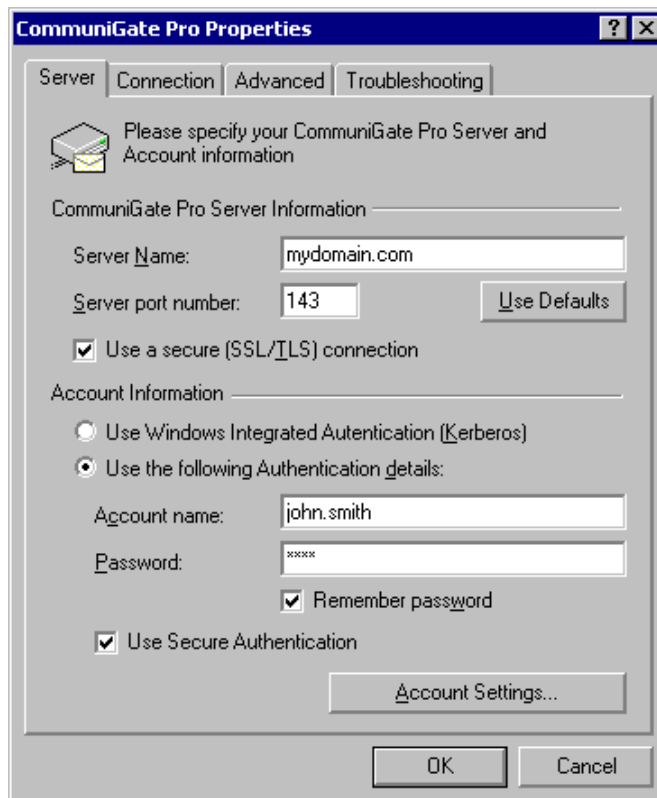 CommuniGate Pro Properties
Server Connection Advanced Troubleshooting
Please specify your CommuniGate Pro Server and
Account information
CommuniGate Pro Server Information
Server Name: mydomain.com
Server port number: 143 Use Defaults
Use a secure (SSL/TLS) connection
Account Information
Use Windows Integrated Autentication (Kerberos)
Use the following Authentication details:
Account name: john.smith
Password: ****
Remember password
Use Secure Authentication
Account Settings...
OK Cancel